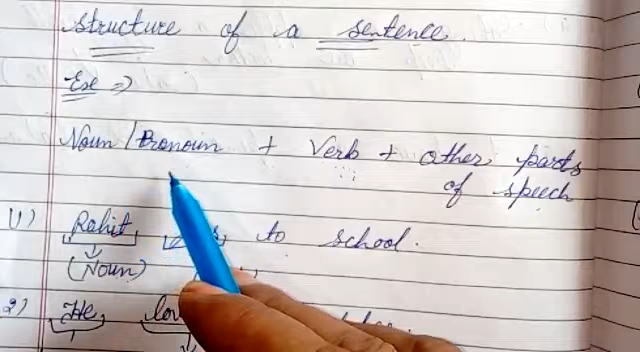 Structure of a sentence.
Ex ⇒
Noun/Pronoun + Verb + other parts
of speech
1) Rohit to school.
(Noun)
2) He